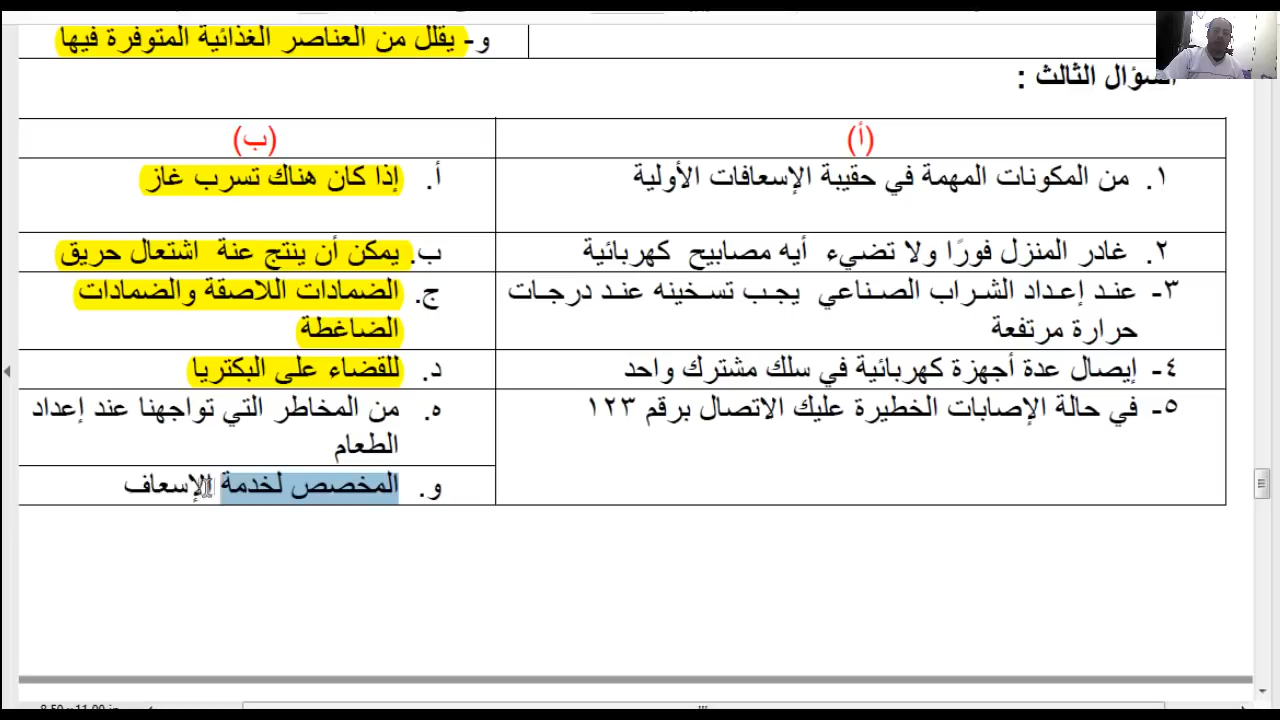 و- يقلل من العناصر الغذائية المتوفرة فيها
السؤال الثالث :
(أ)
(ب)
١. من المكونات المهمة في حقيبة الإسعافات الأولية
أ. إذا كان هناك تسرب غاز
٢. غادر المنزل فورًا ولا تضيء أيه مصابيح كهربائية
ب. يمكن أن ينتج عنة اشتعال حريق
٣- عند إعداد الشراب الصناعي يجب تسخينه عند درجات
حرارة مرتفعة
ج. الضمادات اللاصقة والضمادات
الضاغطة
٤- إيصال عدة أجهزة كهربائية في سلك مشترك واحد
د. للقضاء على البكتريا
٥- في حالة الإصابات الخطيرة عليك الاتصال برقم ١٢٣
ه. من المخاطر التي تواجهنا عند إعداد
الطعام
و. المخصص لخدمة الإسعاف